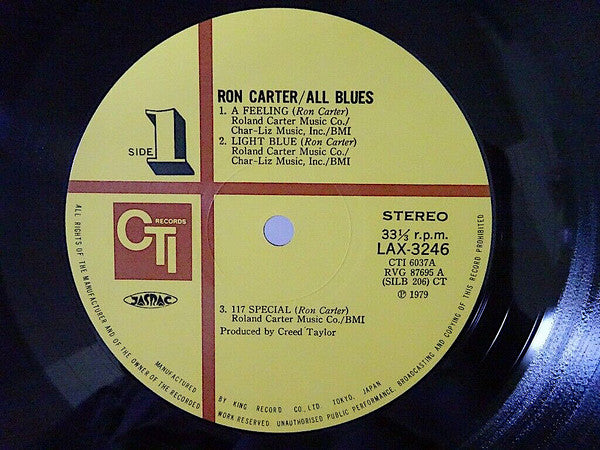 RON CARTER/ALL BLUES
1. A FEELING (Ron Carter)
Roland Carter Music Co./
Char-Liz Music, Inc./BMI
2. LIGHT BLUE (Ron Carter)
Roland Carter Music Co./
Char-Liz Music, Inc./BMI
SIDE 1
CTI RECORDS
JASRAC
STEREO
33⅓ r.p.m.
LAX-3246
CTI 6037A
RVG 87695 A
(SILB 206) CT
℗ 1979
3. 117 SPECIAL (Ron Carter)
Roland Carter Music Co./BMI
Produced by Creed Taylor
MANUFACTURED BY KING RECORD CO., LTD. TOKYO, JAPAN
ALL RIGHTS OF THE MANUFACTURER AND OF THE OWNER OF THE RECORDED WORK RESERVED UNAUTHORISED PUBLIC PERFORMANCE, BROADCASTING AND COPYING OF THIS RECORD PROHIBITED